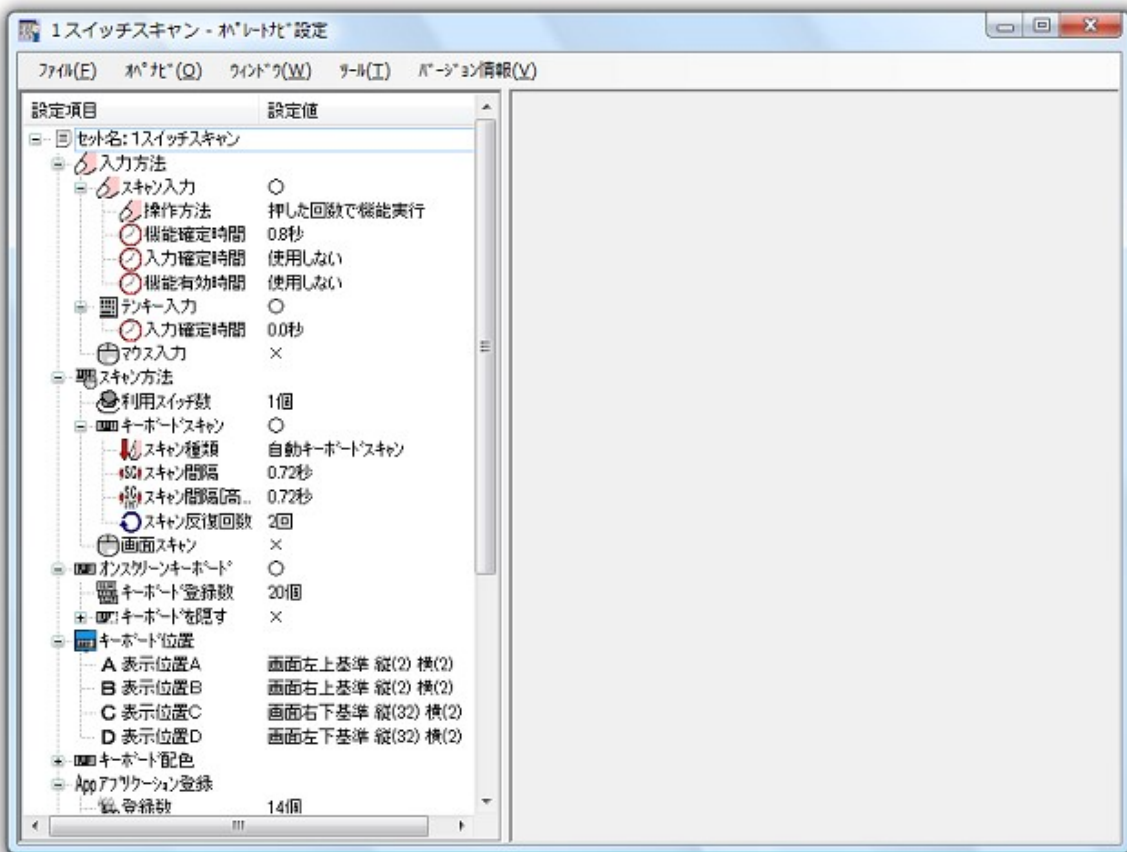 1スイッチスキャン - ｵﾍﾟﾚｰﾄﾅﾋﾞ設定
ﾌｧｲﾙ(F) ｵﾍﾟﾅﾋﾞ(O) ｳｨﾝﾄﾞｳ(W) ﾂｰﾙ(T) ﾊﾞｰｼﾞｮﾝ情報(V)
設定項目 設定値
ｾｯﾄ名: 1ｽｲｯﾁｽｷｬﾝ
入力方法
ｽｷｬﾝ入力 ○
操作方法 押した回数で機能実行
機能確定時間 0.8秒
入力確定時間 使用しない
機能有効時間 使用しない
ﾃﾝｷｰ入力 ○
入力確定時間 0.0秒
ﾏｳｽ入力 ×
ｽｷｬﾝ方法
利用ｽｲｯﾁ数 1個
ｷｰﾎﾞｰﾄﾞｽｷｬﾝ ○
ｽｷｬﾝ種類 自動ｷｰﾎﾞｰﾄﾞｽｷｬﾝ
ｽｷｬﾝ間隔 0.72秒
ｽｷｬﾝ間隔[高... 0.72秒
ｽｷｬﾝ反復回数 2回
画面ｽｷｬﾝ ×
ｵﾝｽｸﾘｰﾝｷｰﾎﾞｰﾄﾞ ○
ｷｰﾎﾞｰﾄﾞ登録数 20個
ｷｰﾎﾞｰﾄﾞを隠す ×
ｷｰﾎﾞｰﾄﾞ位置
A 表示位置A 画面左上基準 縦(2) 横(2)
B 表示位置B 画面右上基準 縦(2) 横(2)
C 表示位置C 画面右下基準 縦(32) 横(2)
D 表示位置D 画面左下基準 縦(32) 横(2)
ｷｰﾎﾞｰﾄﾞ配色
App ｱﾌﾟﾘｹｰｼｮﾝ登録
登録数 14個